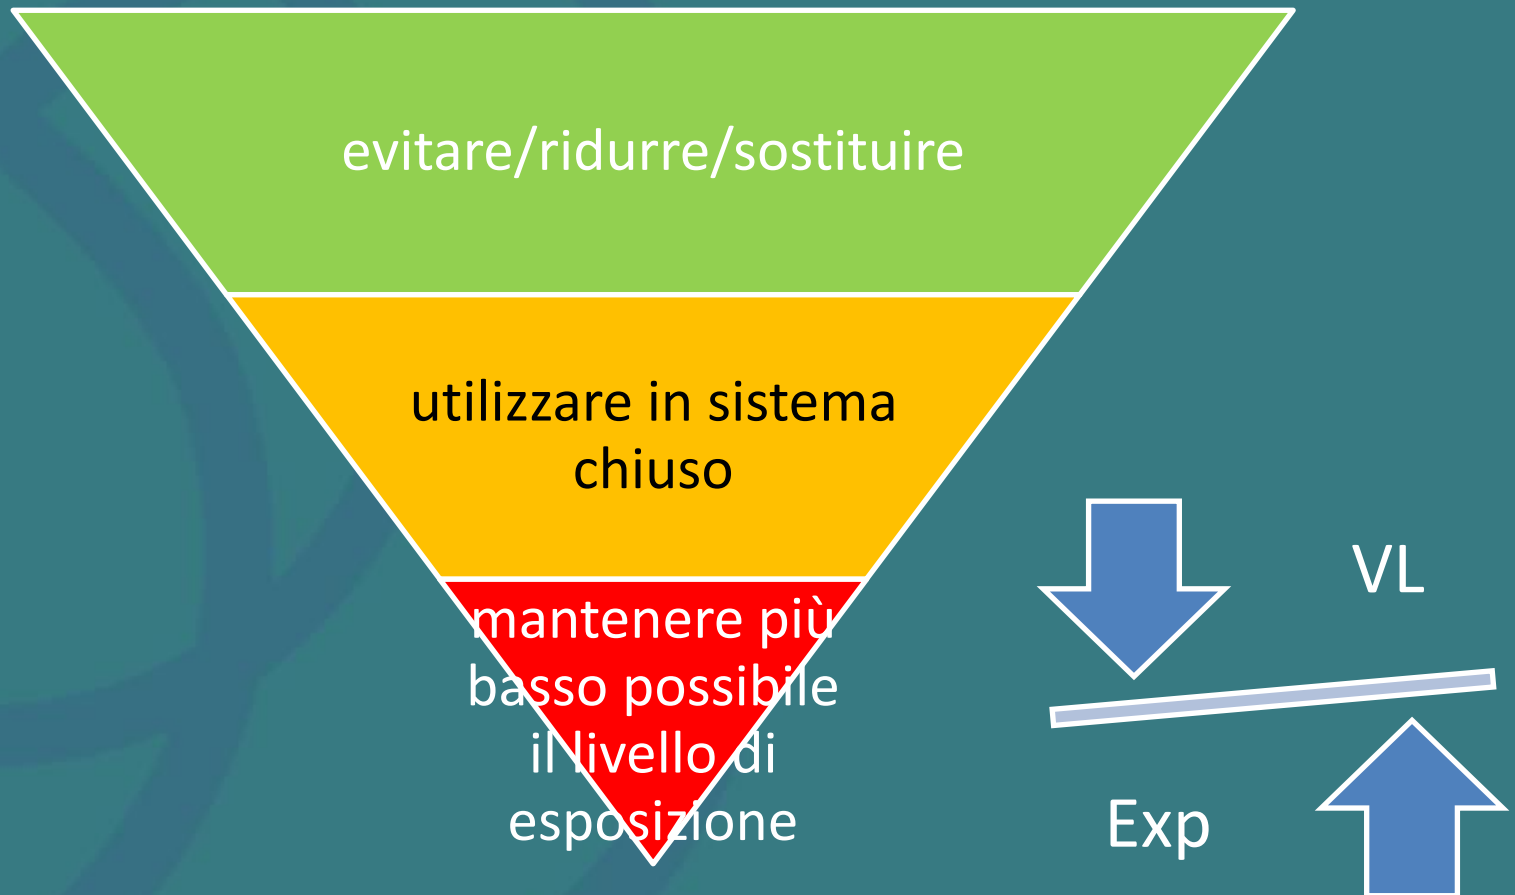 evitare/ridurre/sostituire
utilizzare in sistema
chiuso
mantenere più
basso possibile
il livello di
esposizione
VL
Exp